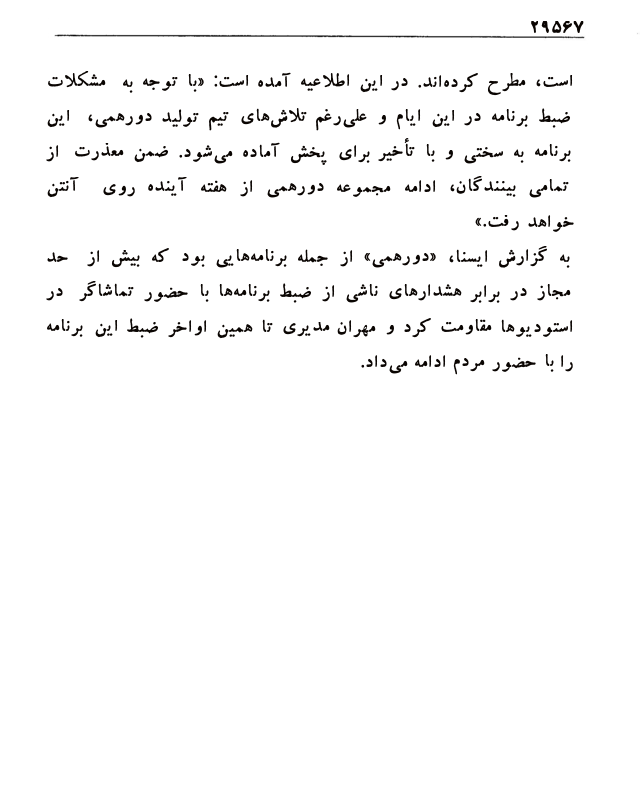 ۲۹۵۶۷
است، مطرح کرده‌اند. در این اطلاعیه آمده است: «با توجه به مشکلات
ضبط برنامه در این ایام و علی‌رغم تلاش‌های تیم تولید دورهمی، این
برنامه به سختی و با تأخیر برای پخش آماده می‌شود. ضمن معذرت از
تمامی بینندگان، ادامه مجموعه دورهمی از هفته آینده روی آنتن
خواهد رفت.»
به گزارش ایسنا، «دورهمی» از جمله برنامه‌هایی بود که بیش از حد
مجاز در برابر هشدارهای ناشی از ضبط برنامه‌ها با حضور تماشاگر در
استودیوها مقاومت کرد و مهران مدیری تا همین اواخر ضبط این برنامه
را با حضور مردم ادامه می‌داد.